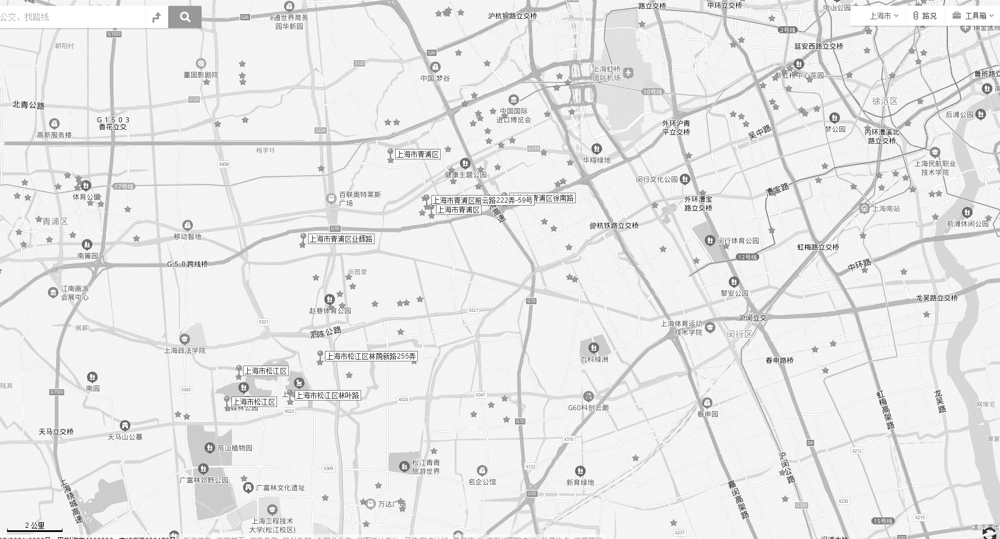 公交、找路线
上海市
路况
工具箱
S26
e通世界商务
园华新园
沪杭铁路立交桥
路立交桥
中环立交桥
中山公园
2号线
瑞金医院
G1503
朝阳村
S26
延安西路立交桥
重固影剧院
S125
中国·梦谷
上海虹桥
国际机场
新虹桥中心花园
鲁班路立
10号线
北青公路
S125
中国国际
进口博览会
徐汇区
后滩公园
G1503
香花立交
高新服务楼
S224
外环沪青
平立交桥
梦公园
吴中路
内环漕溪北
路立交桥
杨字圩
G318
上海市青浦区
华翔绿地
X458
健康主题公园
上海民航职业
技术学院
17号线
体育公园
闵行文化公园
漕宝路
百联奥特莱斯
广场
上海市青浦区前云路222弄-59号
青浦区徐南路
上海市青浦区
高速
外环漕宝
路立交桥
上海南站
青浦区
移动智地
G50
沪杭铁路立交桥
前滩休闲公园
上海市青浦区业辉路
闵行体育公园
虹梅路立交桥
南箐园
12号线
G50跨线桥
田图里
中环路
江南画派
会展中心
黎安公园
赵巷体育公园
G15
龙吴路立交桥
X321
沪闵立交
X321
枫箭
泗陈公路
上海体育运动
技术学院
闵行区
上海政法学院
上海市松江区林荫新路255弄
九科绿洲
春申路桥
上海市松江区
南园
陆其
G1503
X343
上海市松江区林叶路
X347
X023
上海市松江区
森林公园
X023
G60科创云廊
春申园
虹梅高架路
龙吴路
网埠宅
G15
天马立交桥
天马山公墓
X310
S4
康家
辰山植物园
X212
松江青青
旅游世界
沪闵公路
X309
X122
广富林郊野公园
名企公馆
新育绿地
上海绕城高速
广富林文化遗址
G60
嘉闵高架路
万达广场
G320
X230
上海工程技术
大学(松江校区)
15号线
X210
2 公里
X237
滨江漫步